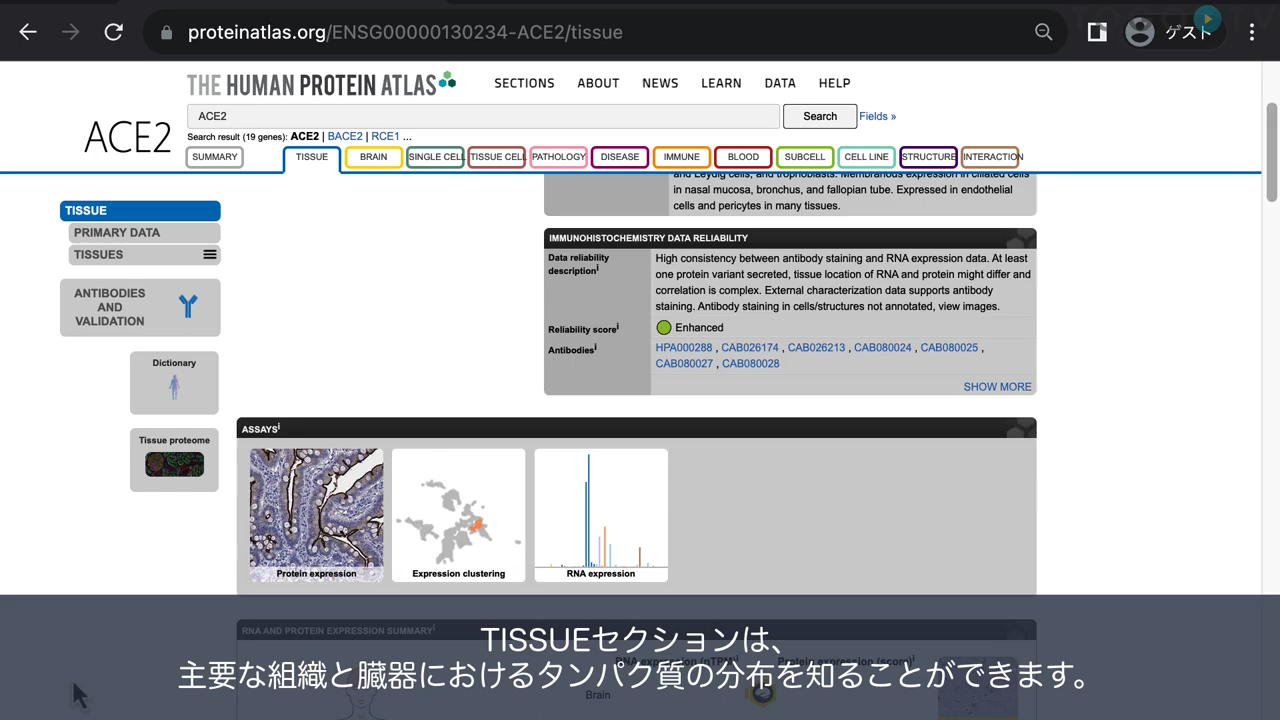 proteinatlas.org/ENSG00000130234-ACE2/tissue
ゲスト
THE HUMAN PROTEIN ATLAS
SECTIONS ABOUT NEWS LEARN DATA HELP
ACE2
ACE2 Search Fields »
Search result (19 genes): ACE2 | BACE2 | RCE1 ...
SUMMARY TISSUE BRAIN SINGLE CELL TISSUE CELL PATHOLOGY DISEASE IMMUNE BLOOD SUBCELL CELL LINE STRUCTURE INTERACTION
and Leydig cells, and trophoblasts. Membranous expression in ciliated cells
in nasal mucosa, bronchus, and fallopian tube. Expressed in endothelial
cells and pericytes in many tissues.
TISSUE
PRIMARY DATA
TISSUES
ANTIBODIES
AND
VALIDATION
Dictionary
Tissue proteome
IMMUNOHISTOCHEMISTRY DATA RELIABILITY
Data reliability
descriptioni
High consistency between antibody staining and RNA expression data. At least
one protein variant secreted, tissue location of RNA and protein might differ and
correlation is complex. External characterization data supports antibody
staining. Antibody staining in cells/structures not annotated, view images.
Reliability scorei Enhanced
Antibodiesi HPA000288 , CAB026174 , CAB026213 , CAB080024 , CAB080025 ,
CAB080027 , CAB080028
SHOW MORE
ASSAYSi
Protein expression Expression clustering RNA expression
RNA AND PROTEIN EXPRESSION SUMMARYi
RNA expression (nTPM)i Protein expression (score)i
Brain
TISSUEセクションは、
主要な組織と臓器におけるタンパク質の分布を知ることができます。